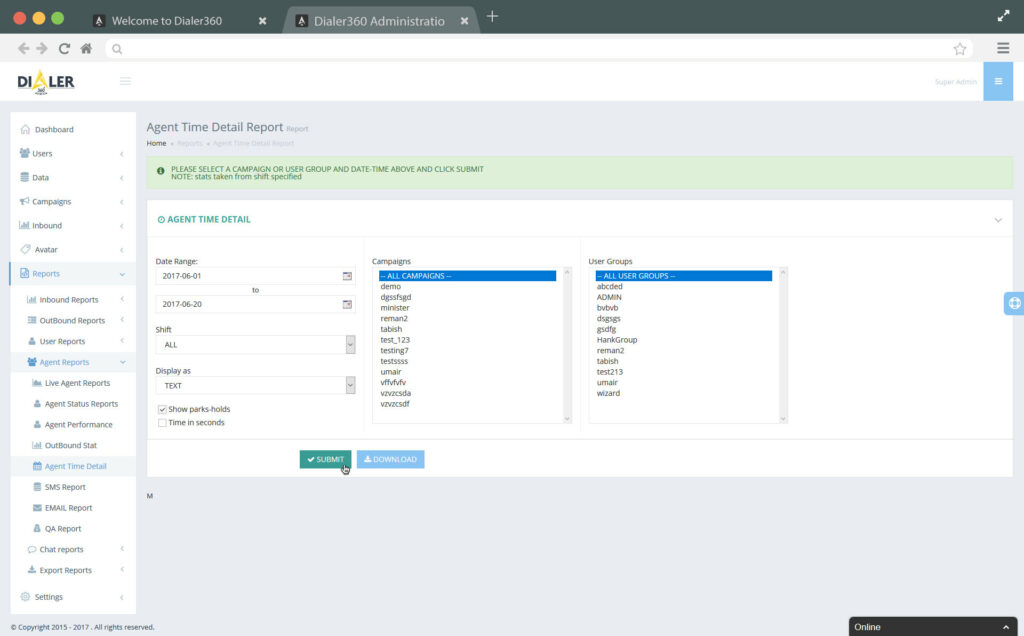 Welcome to Dialer360
Dialer360 Administratio
DIALER
360
Super Admin
Dashboard
Users
Data
Campaigns
Inbound
Avatar
Reports
Inbound Reports
OutBound Reports
User Reports
Agent Reports
Live Agent Reports
Agent Status Reports
Agent Performance
OutBound Stat
Agent Time Detail
SMS Report
EMAIL Report
QA Report
Chat reports
Export Reports
Settings
Agent Time Detail Report Report
Home Reports Agent Time Detail Report
PLEASE SELECT A CAMPAIGN OR USER GROUP AND DATE-TIME ABOVE AND CLICK SUBMIT
NOTE: stats taken from shift specified
AGENT TIME DETAIL
Date Range:
2017-06-01
to
2017-06-20
Shift
ALL
Display as
TEXT
Show parks-holds
Time in seconds
Campaigns
-- ALL CAMPAIGNS --
demo
dgssfsgd
minister
reman2
tabish
test_123
testing7
testssss
umair
vffvfvfv
vzvzcsda
vzvzcsdf
User Groups
-- ALL USER GROUPS --
abcded
ADMIN
bvbvb
dsgsgs
gsdfg
HankGroup
reman2
tabish
test213
umair
wizard
SUBMIT
DOWNLOAD
M
© Copyright 2015 - 2017 . All rights reserved.
Online